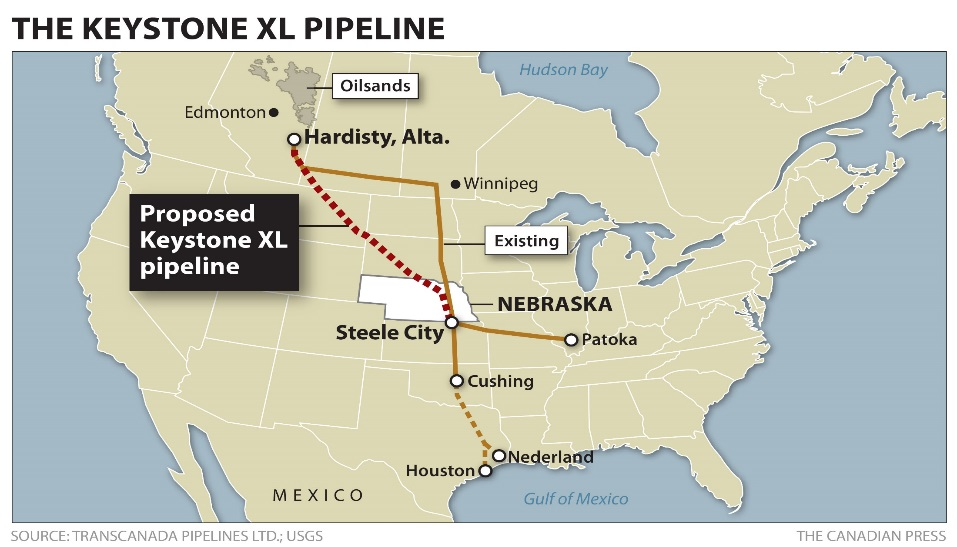 THE KEYSTONE XL PIPELINE
Hudson Bay
Oilsands
Edmonton
Hardisty, Alta.
Winnipeg
Proposed
Keystone XL
pipeline
Existing
NEBRASKA
Steele City
Patoka
Cushing
Nederland
Houston
MEXICO
Gulf of Mexico
SOURCE: TRANSCANADA PIPELINES LTD.; USGS
THE CANADIAN PRESS